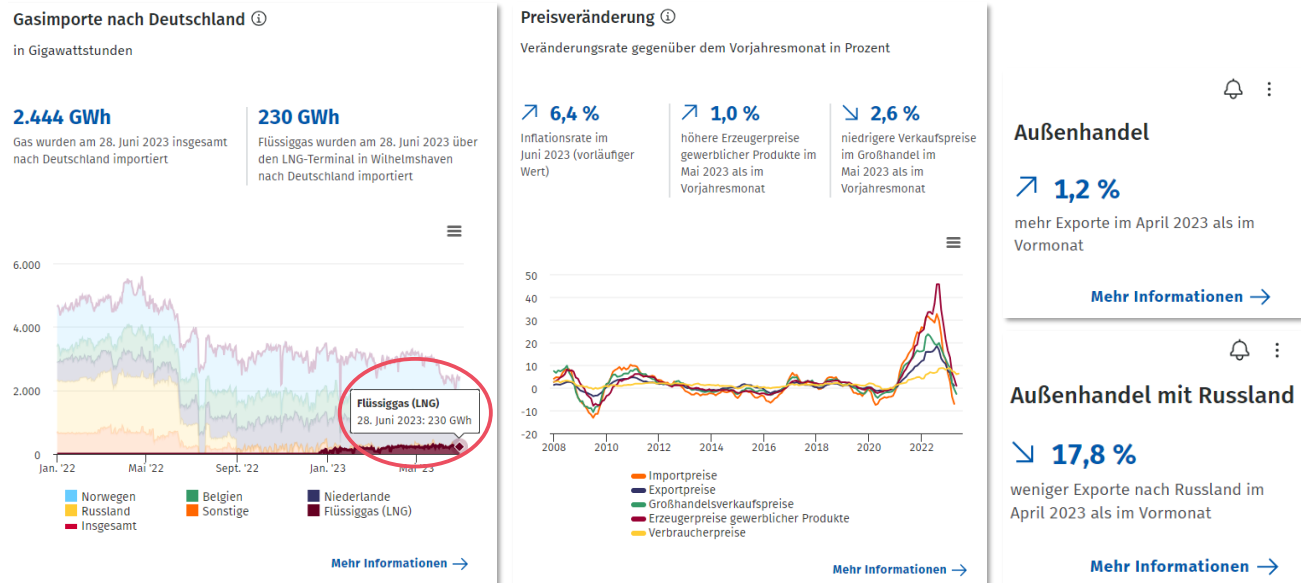 Gasimporte nach Deutschland
in Gigawattstunden
2.444 GWh
Gas wurden am 28. Juni 2023 insgesamt
nach Deutschland importiert
230 GWh
Flüssiggas wurden am 28. Juni 2023 über
den LNG-Terminal in Wilhelmshaven
nach Deutschland importiert
6.000
4.000
2.000
0
Flüssiggas (LNG)
28. Juni 2023: 230 GWh
Jan. '22
Mai '22
Sept. '22
Jan. '23
Mai '23
Norwegen
Belgien
Niederlande
Russland
Sonstige
Flüssiggas (LNG)
Insgesamt
Mehr Informationen
Preisveränderung
Veränderungsrate gegenüber dem Vorjahresmonat in Prozent
6,4 %
Inflationsrate im
Juni 2023 (vorläufiger
Wert)
1,0 %
höhere Erzeugerpreise
gewerblicher Produkte im
Mai 2023 als im
Vorjahresmonat
2,6 %
niedrigere Verkaufspreise
im Großhandel im
Mai 2023 als im
Vorjahresmonat
50
40
30
20
10
0
-10
-20
2008
2010
2012
2014
2016
2018
2020
2022
Importpreise
Exportpreise
Großhandelsverkaufspreise
Erzeugerpreise gewerblicher Produkte
Verbraucherpreise
Mehr Informationen
Außenhandel
1,2 %
mehr Exporte im April 2023 als im
Vormonat
Mehr Informationen
Außenhandel mit Russland
17,8 %
weniger Exporte nach Russland im
April 2023 als im Vormonat
Mehr Informationen